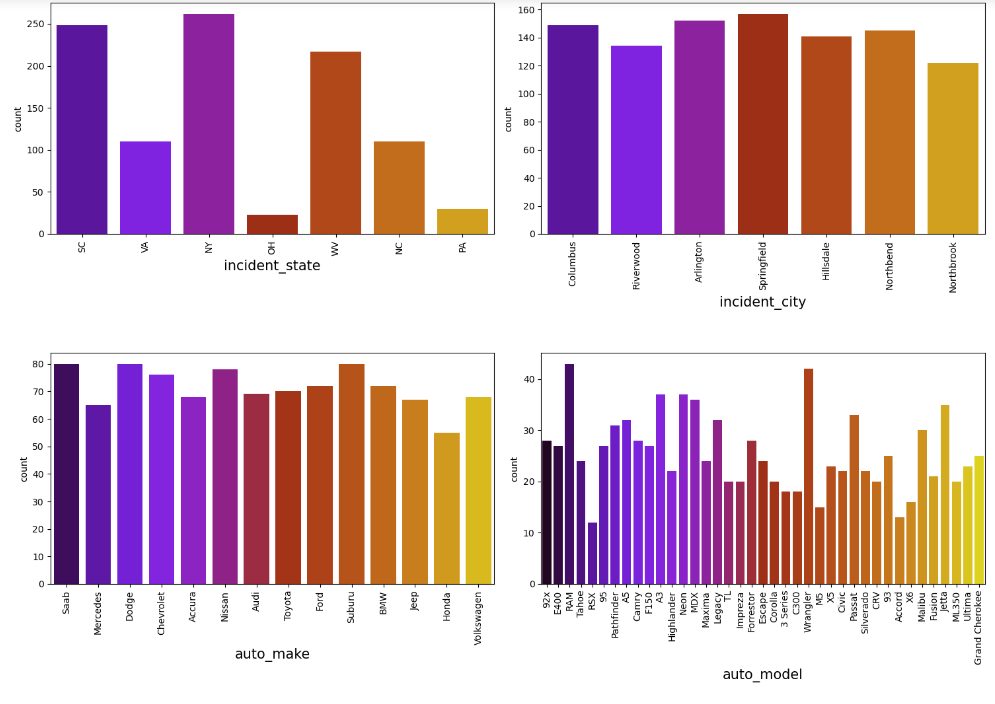 250
200
150
100
50
0
count
SC
VA
NY
OH
WV
NC
PA
incident_state
160
140
120
100
80
60
40
20
0
count
Columbus
Riverwood
Arlington
Springfield
Hillsdale
Northbend
Northbrook
incident_city
80
70
60
50
40
30
20
10
0
count
Saab
Mercedes
Dodge
Chevrolet
Accura
Nissan
Audi
Toyota
Ford
Suburu
BMW
Jeep
Honda
Volkswagen
auto_make
40
30
20
10
0
count
92x
E400
RAM
Tahoe
RSX
95
Pathfinder
A5
Camry
F150
A3
Highlander
Neon
MDX
Maxima
Legacy
TL
Impreza
Forrestor
Escape
Corolla
3 Series
C300
Wrangler
M5
X5
Civic
Passat
Silverado
CRV
93
Accord
X6
Malibu
Fusion
Jetta
ML350
Ultima
Grand Cherokee
auto_model